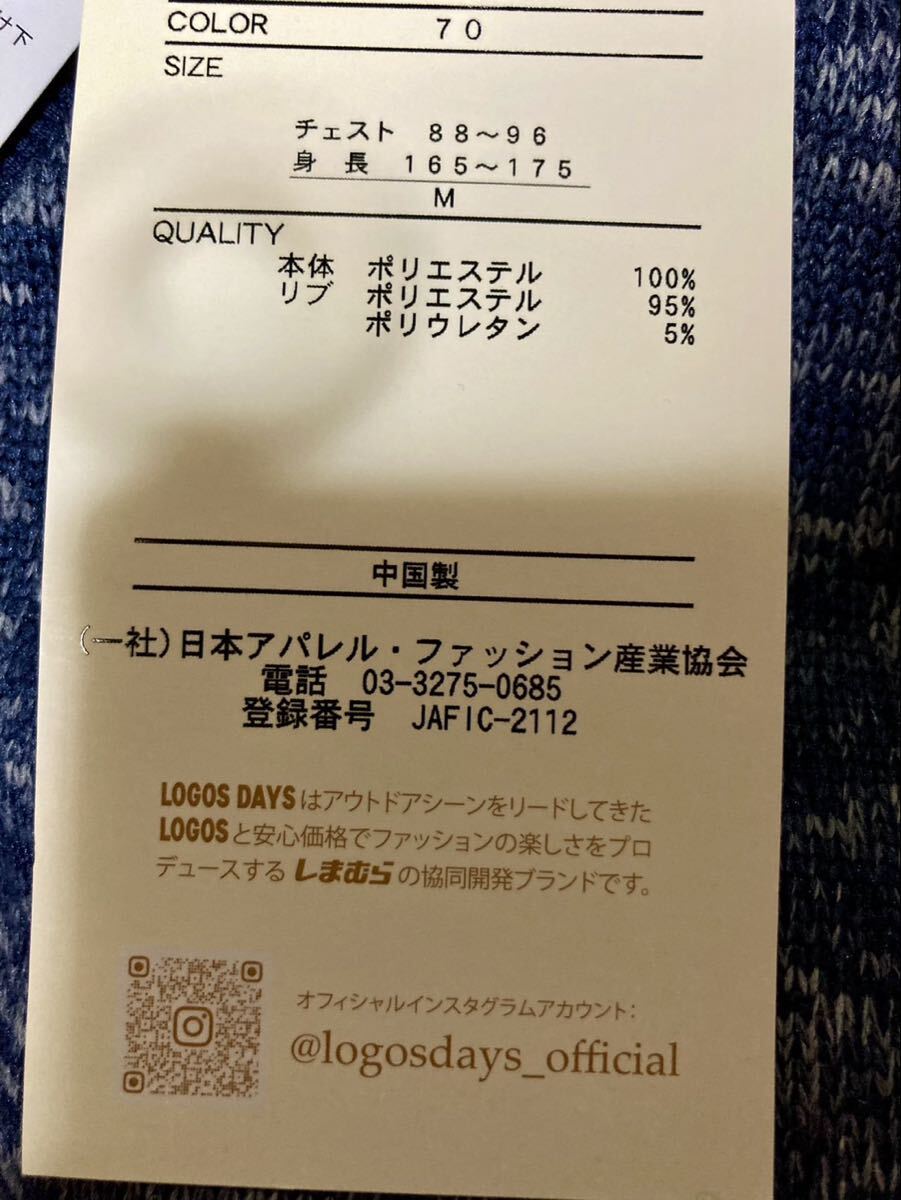 け下
COLOR 70
SIZE
チェスト 88～96
身長 165～175
M
QUALITY
本体 ポリエステル 100%
リブ ポリエステル 95%
ポリウレタン 5%
中国製
(一社)日本アパレル・ファッション産業協会
電話 03-3275-0685
登録番号 JAFIC-2112
LOGOS DAYSはアウトドアシーンをリードしてきた
LOGOSと安心価格でファッションの楽しさをプロ
デュースする しまむら の協同開発ブランドです。
オフィシャルインスタグラムアカウント：
@logosdays_official